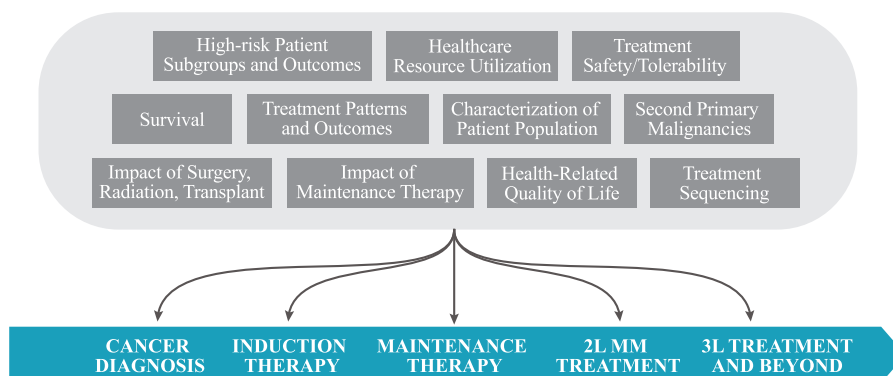 High-risk Patient
Subgroups and Outcomes
Healthcare
Resource Utilization
Treatment
Safety/Tolerability
Survival
Treatment Patterns
and Outcomes
Characterization of
Patient Population
Second Primary
Malignancies
Impact of Surgery,
Radiation, Transplant
Impact of
Maintenance Therapy
Health-Related
Quality of Life
Treatment
Sequencing
CANCER
DIAGNOSIS
INDUCTION
THERAPY
MAINTENANCE
THERAPY
2L MM
TREATMENT
3L TREATMENT
AND BEYOND